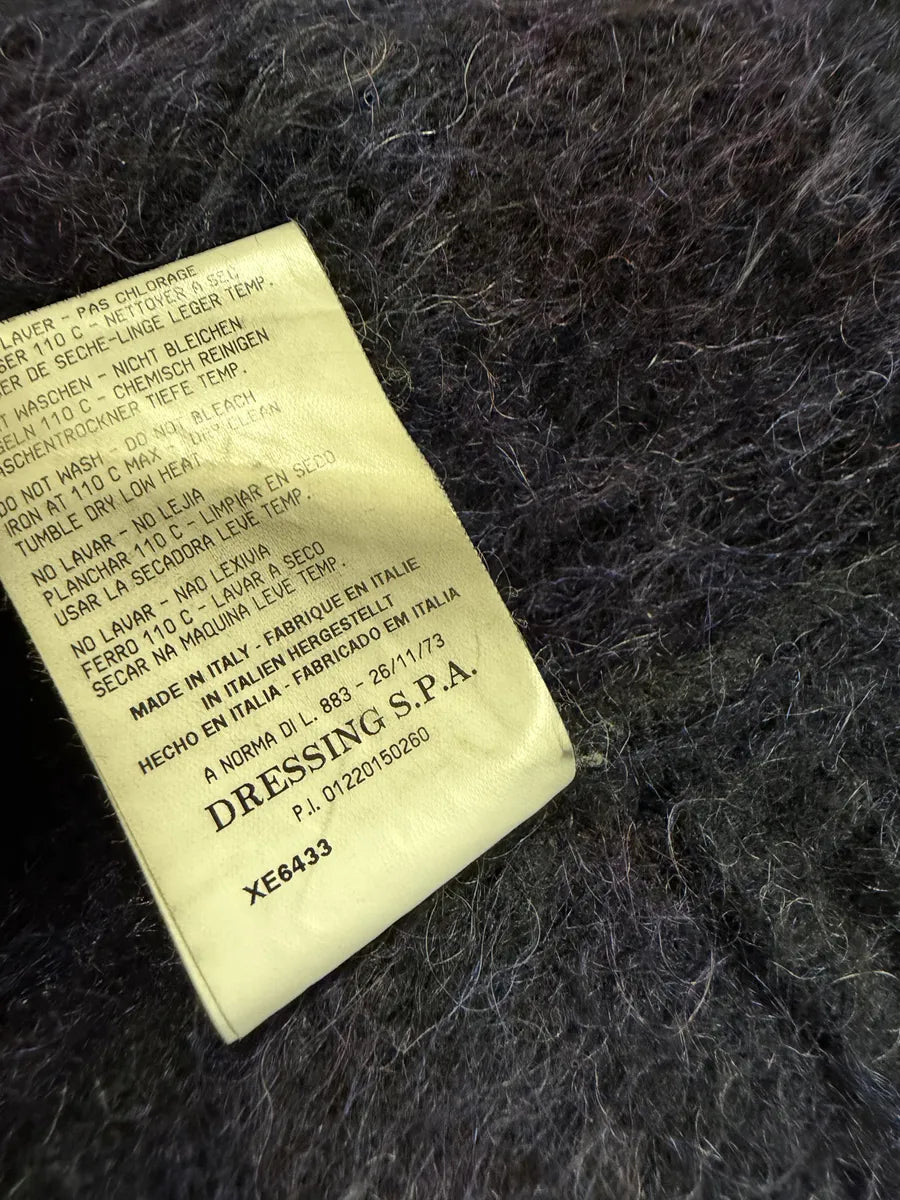 LAVER - PAS CHLORAGE
SER 110 C - NETTOYER A SEC
ER DE SECHE-LINGE LEGER TEMP.
T WASCHEN - NICHT BLEICHEN
GELN 110 C - CHEMISCH REINIGEN
ASCHENTROCKNER TIEFE TEMP.
DO NOT WASH - DO NOT BLEACH
IRON AT 110 C MAX - DRY CLEAN
TUMBLE DRY LOW HEAT
NO LAVAR - NO LEJIA
PLANCHAR 110 C - LIMPIAR EN SECO
USAR LA SECADORA LEVE TEMP.
NO LAVAR - NAO LEXIVIA
FERRO 110 C - LAVAR A SECO
SECAR NA MAQUINA LEVE TEMP.
MADE IN ITALY - FABRIQUE EN ITALIE
IN ITALIEN HERGESTELLT
HECHO EN ITALIA - FABRICADO EM ITALIA
A NORMA DI L. 883 - 26/11/73
DRESSING S.P.A.
P.I. 01220150260
XE6433